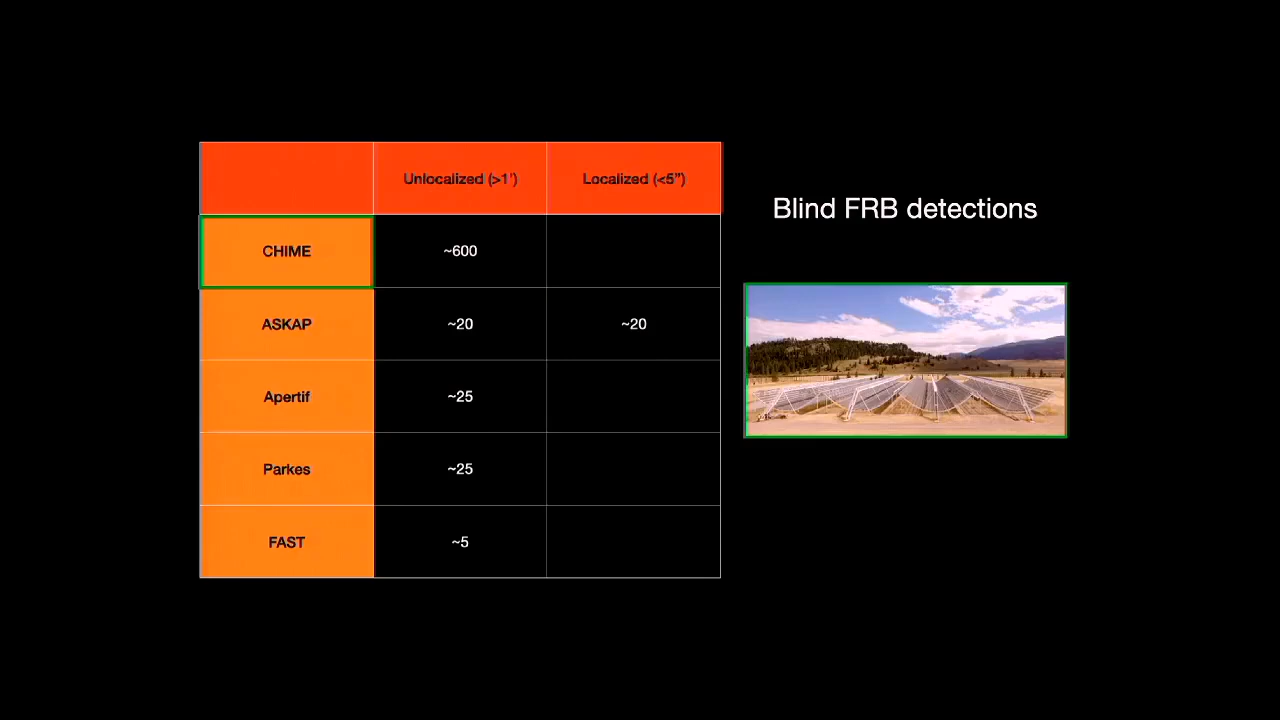 Unlocalized (>1’) Localized (<5”)
Blind FRB detections
CHIME ~600
ASKAP ~20 ~20
Apertif ~25
Parkes ~25
FAST ~5